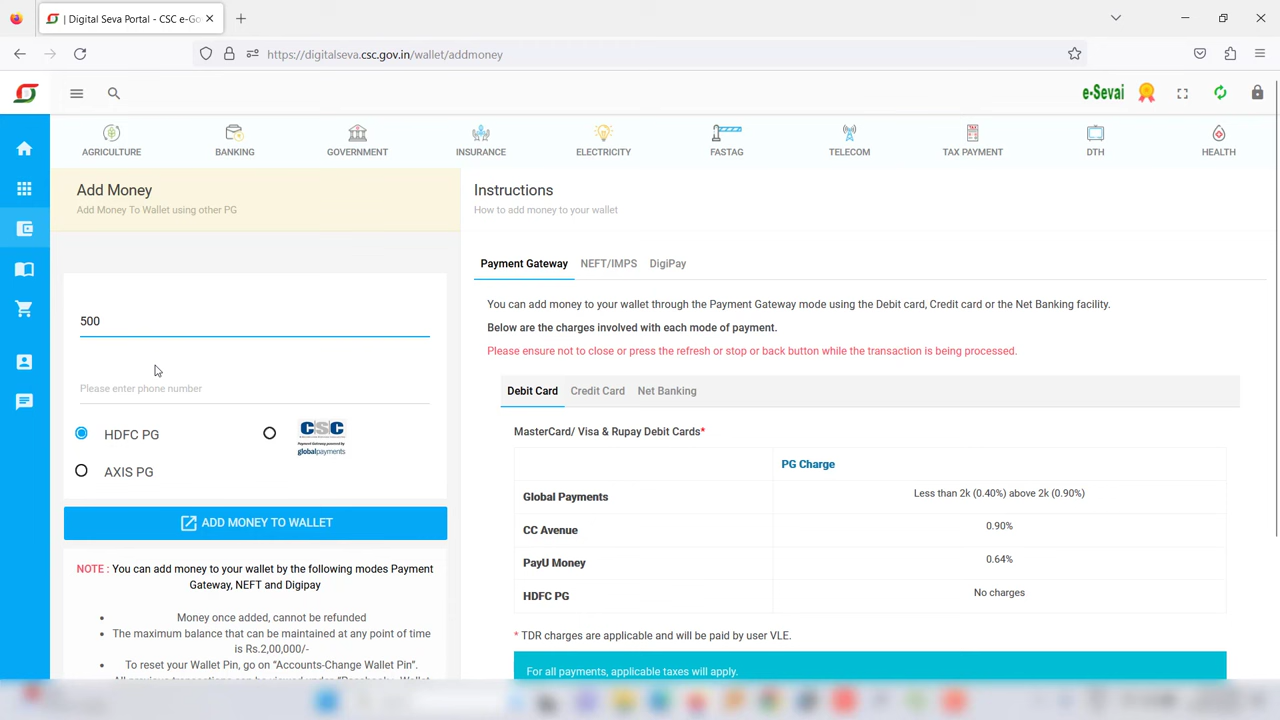 | Digital Seva Portal - CSC e-Go
https://digitalseva.csc.gov.in/wallet/addmoney
e-Sevai
AGRICULTURE
BANKING
GOVERNMENT
INSURANCE
ELECTRICITY
FASTAG
TELECOM
TAX PAYMENT
DTH
HEALTH
Add Money
Add Money To Wallet using other PG
500
Please enter phone number
HDFC PG
CSC
Payment Gateway powered by
globalpayments
AXIS PG
ADD MONEY TO WALLET
NOTE : You can add money to your wallet by the following modes Payment
Gateway, NEFT and Digipay
• Money once added, cannot be refunded
• The maximum balance that can be maintained at any point of time
is Rs.2,00,000/-
• To reset your Wallet Pin, go on “Accounts-Change Wallet Pin”.
Instructions
How to add money to your wallet
Payment Gateway NEFT/IMPS DigiPay
You can add money to your wallet through the Payment Gateway mode using the Debit card, Credit card or the Net Banking facility.
Below are the charges involved with each mode of payment.
Please ensure not to close or press the refresh or stop or back button while the transaction is being processed.
Debit Card Credit Card Net Banking
MasterCard/ Visa & Rupay Debit Cards*
PG Charge
Global Payments Less than 2k (0.40%) above 2k (0.90%)
CC Avenue 0.90%
PayU Money 0.64%
HDFC PG No charges
* TDR charges are applicable and will be paid by user VLE.
For all payments, applicable taxes will apply.